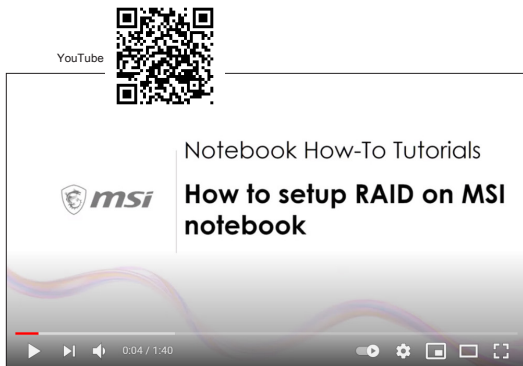 YouTube
Notebook How-To Tutorials
msi
How to setup RAID on MSI
notebook
0:04 / 1:40